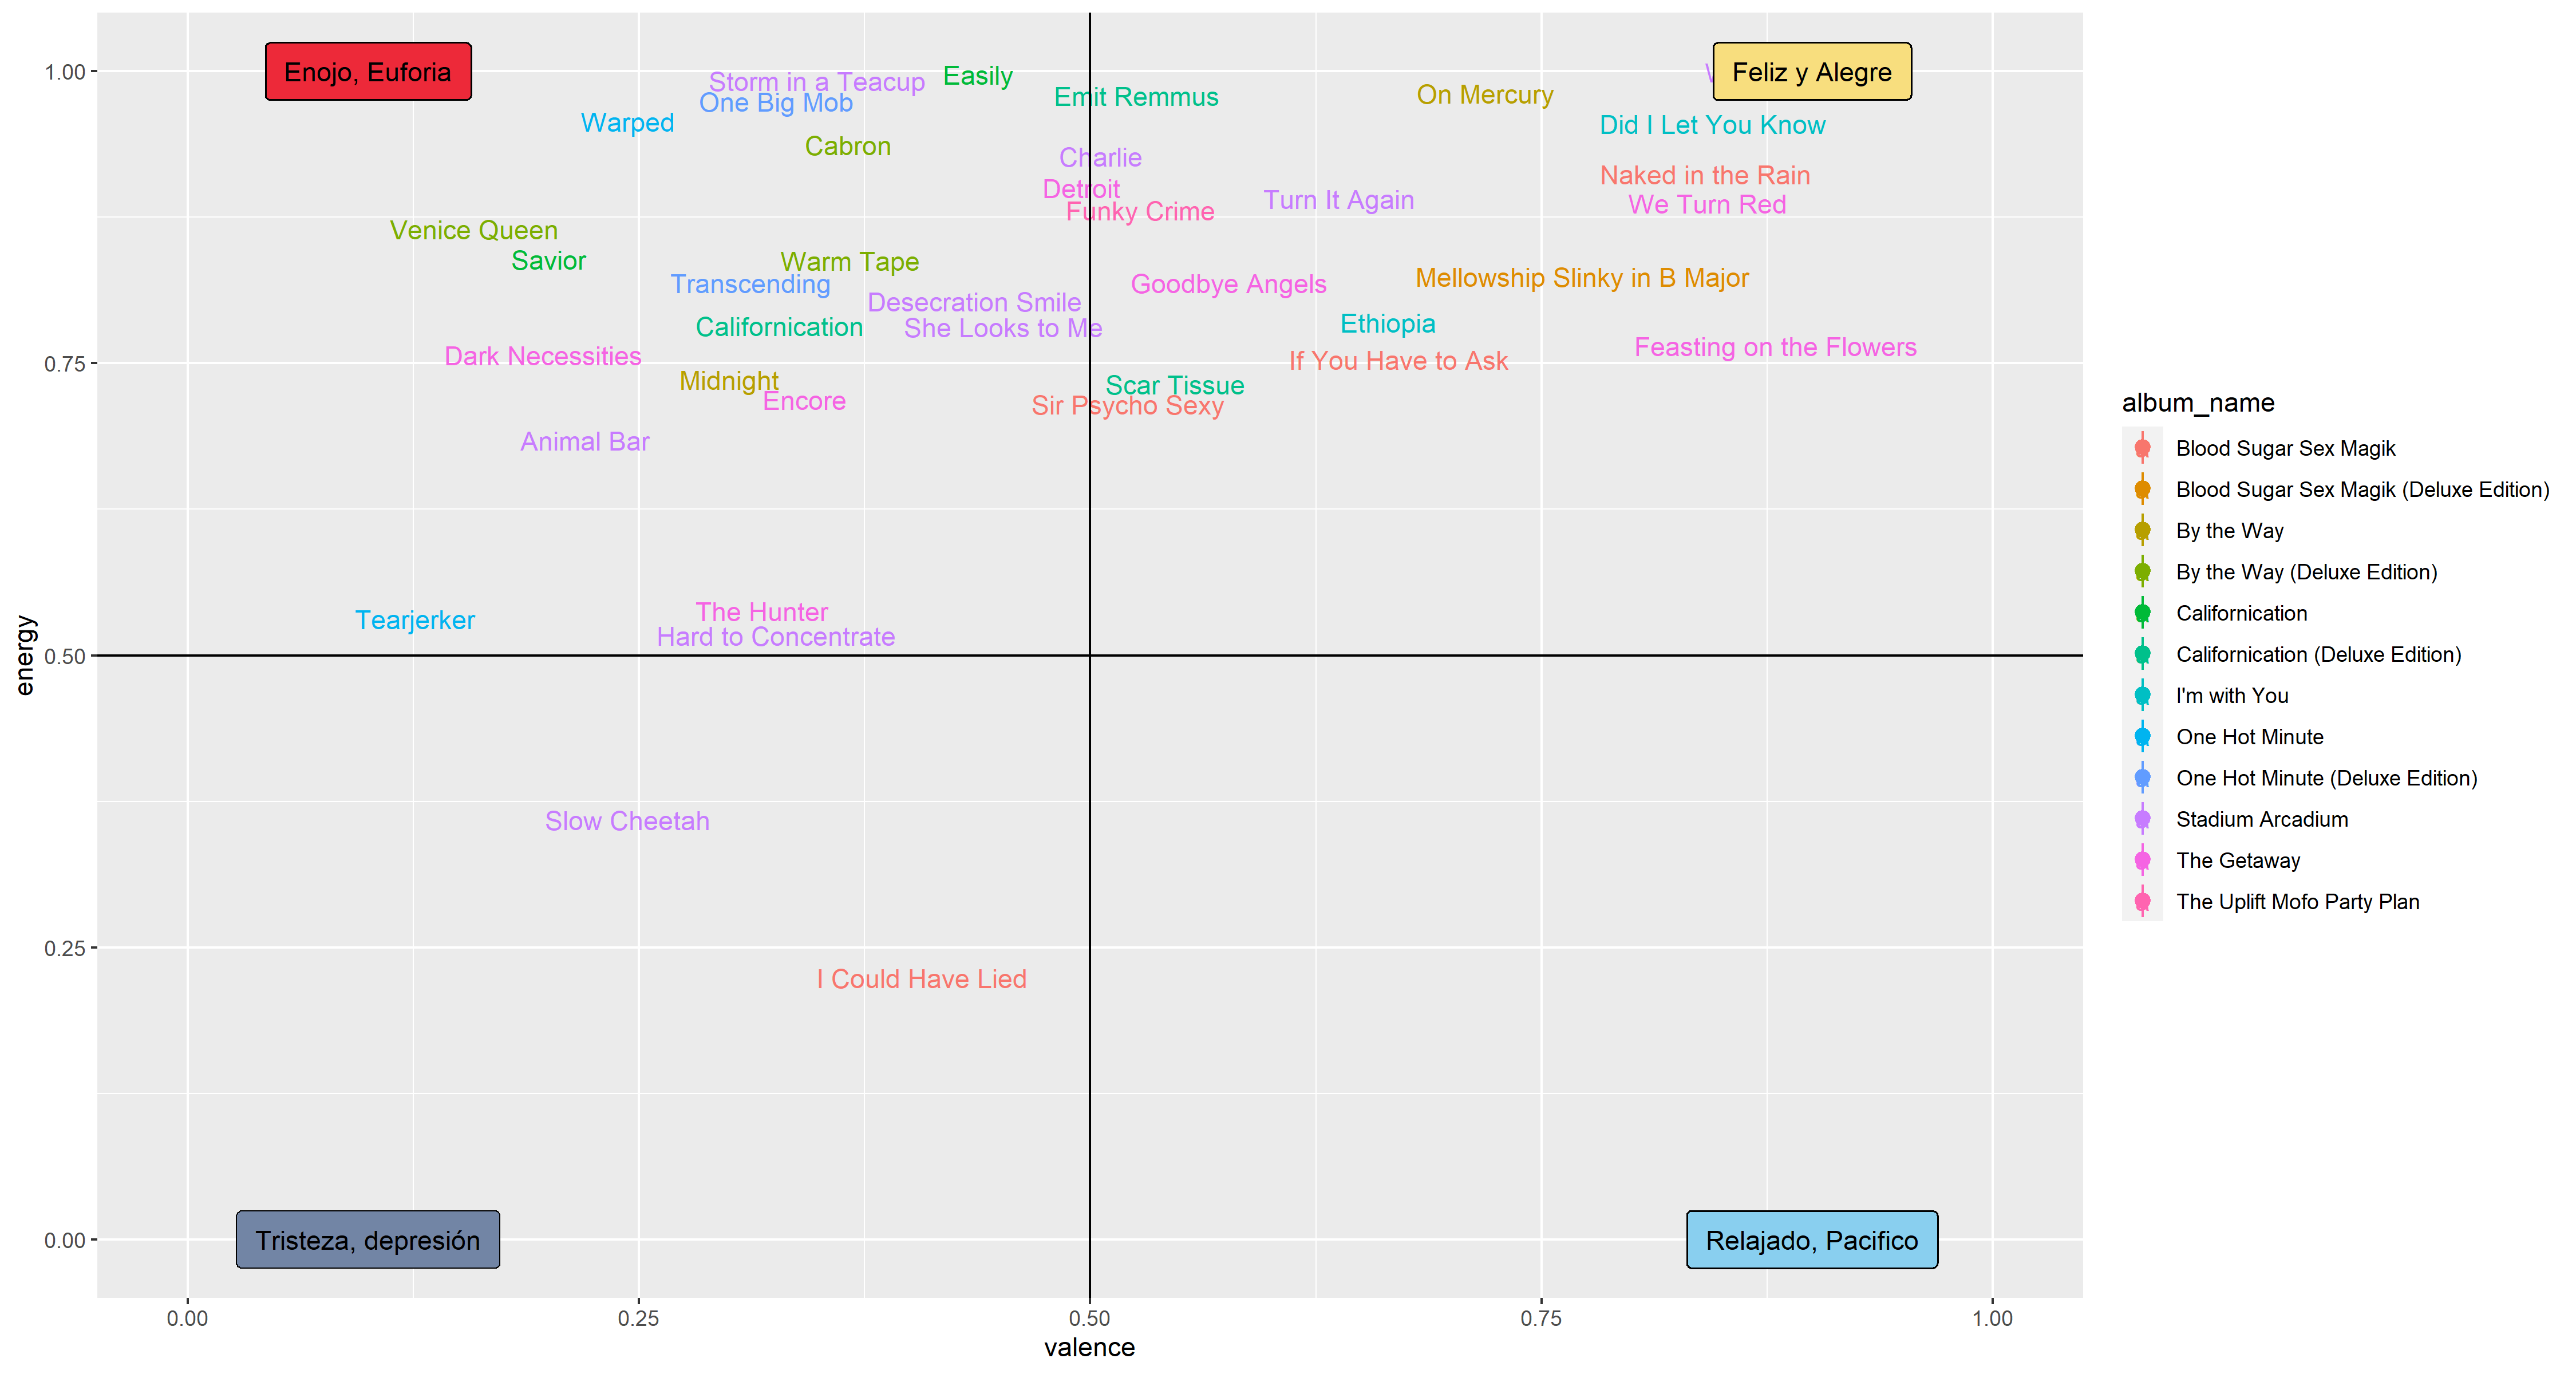 Enojo, Euforia
Feliz y Alegre
Storm in a Teacup
Easily
One Big Mob
Emit Remmus
On Mercury
Warped
Did I Let You Know
Cabron
Charlie
Naked in the Rain
Detroit
Turn It Again
We Turn Red
Funky Crime
Venice Queen
Savior
Warm Tape
Transcending
Goodbye Angels
Mellowship Slinky in B Major
Desecration Smile
Californication
She Looks to Me
Ethiopia
Dark Necessities
If You Have to Ask
Feasting on the Flowers
Midnight
Scar Tissue
Encore
Sir Psycho Sexy
Animal Bar
Tearjerker
The Hunter
Hard to Concentrate
Slow Cheetah
I Could Have Lied
Tristeza, depresión
Relajado, Pacifico
1.00
0.75
0.50
0.25
0.00
energy
0.00
0.25
0.50
0.75
1.00
valence
album_name
Blood Sugar Sex Magik
Blood Sugar Sex Magik (Deluxe Edition)
By the Way
By the Way (Deluxe Edition)
Californication
Californication (Deluxe Edition)
I'm with You
One Hot Minute
One Hot Minute (Deluxe Edition)
Stadium Arcadium
The Getaway
The Uplift Mofo Party Plan